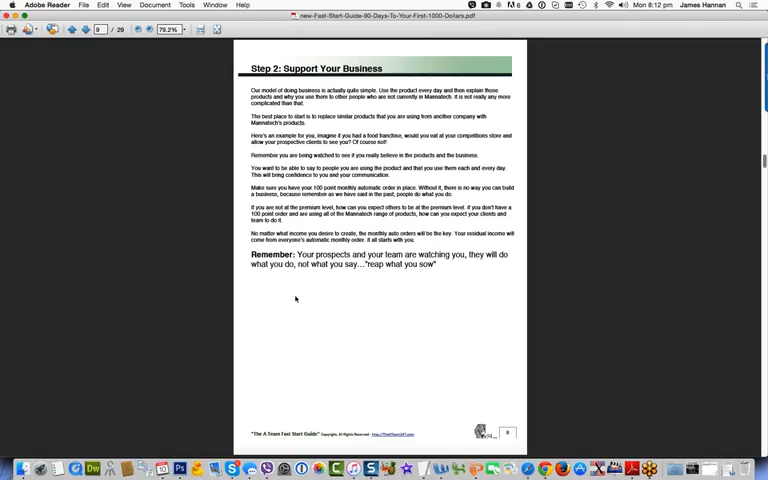 Adobe Reader File Edit View Document Tools Window Help
Mon 8:12 pm James Hannan
new-Fast-Start-Guide-90-Days-To-Your-First-1000-Dollars.pdf
9 / 29 79.2%
Step 2: Support Your Business
Our model of doing business is actually quite simple. Use the product every day and then explain those
products and why you use them to other people who are not currently in Mannatech. It is not really any more
complicated than that.
The best place to start is to replace similar products that you are using from another company with
Mannatech's products.
Here's an example for you, imagine if you had a food franchise, would you eat at your competitions store and
allow your prospective clients to see you? Of course not!
Remember you are being watched to see if you really believe in the products and the business.
You want to be able to say to people you are using the product and that you use them each and every day.
This will bring confidence to you and your communication.
Make sure you have your 100 point monthly automatic order in place. Without it, there is no way you can build
a business, because remember as we have said in the past, people do what you do.
If you are not at the premium level, how can you expect others to be at the premium level. If you don't have a
100 point order and are using all of the Mannatech range of products, how can you expect your clients and
team to do it.
No matter what income you desire to create, the monthly auto orders will be the key. Your residual income will
come from everyone's automatic monthly order. it all starts with you.
Remember: Your prospects and your team are watching you, they will do
what you do, not what you say..."reap what you sow"
"The A Team Fast Start Guide" Copyright, All Rights Reserved - http://TheATeam247.com
8